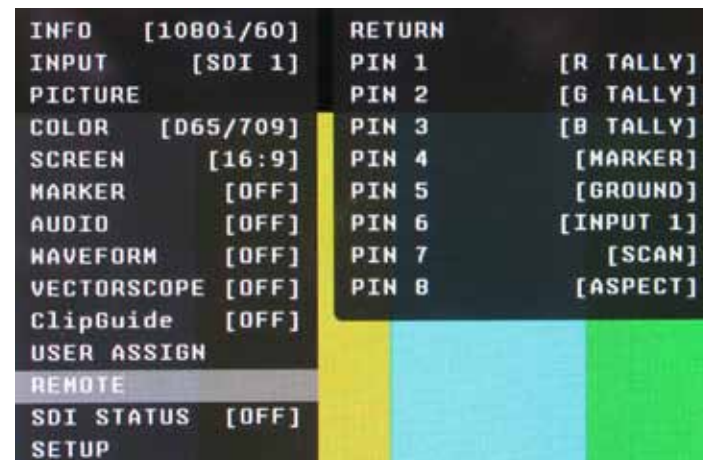 INFO [1080i/60]
INPUT [SDI 1]
PICTURE
COLOR [D65/709]
SCREEN [16:9]
MARKER [OFF]
AUDIO [OFF]
WAVEFORM [OFF]
VECTORSCOPE [OFF]
ClipGuide [OFF]
USER ASSIGN
REMOTE
SDI STATUS [OFF]
SETUP
RETURN
PIN 1 [R TALLY]
PIN 2 [G TALLY]
PIN 3 [B TALLY]
PIN 4 [MARKER]
PIN 5 [GROUND]
PIN 6 [INPUT 1]
PIN 7 [SCAN]
PIN 8 [ASPECT]